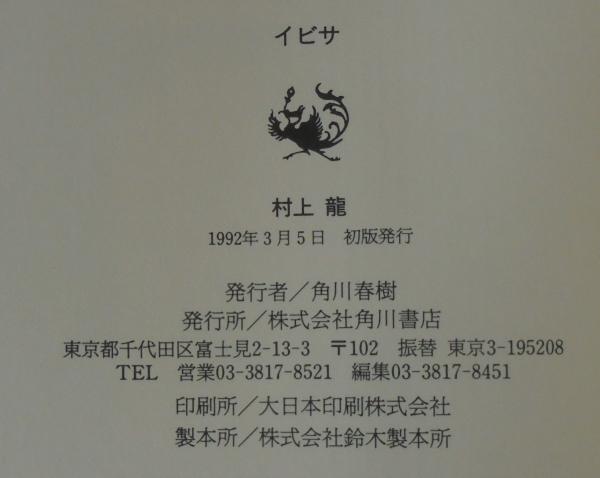 イビサ
村上 龍
1992年3月5日　初版発行
発行者／角川春樹
発行所／株式会社角川書店
東京都千代田区富士見2-13-3　〒102　振替 東京3-195208
TEL　営業03-3817-8521　編集03-3817-8451
印刷所／大日本印刷株式会社
製本所／株式会社鈴木製本所